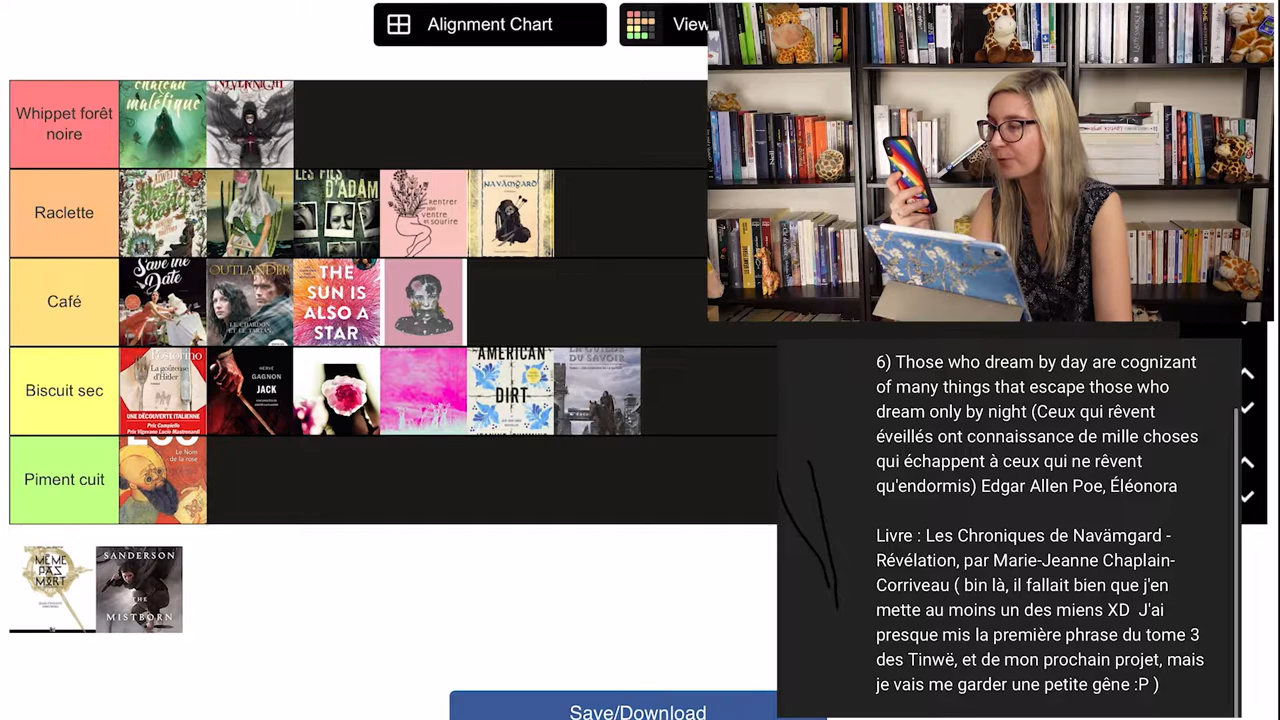 Alignment Chart
View
Whippet forêt
noire
château
maléfique
NEVERNIGHT
Raclette
LES FILS
D'ADAM
Rentrer
son
ventre
et sourire
NAVÄMGARD
Café
Save the
Date
OUTLANDER
LE CHARDON
ET LE TARTAN
THE
SUN IS
ALSO A
STAR
Biscuit sec
Postorino
La goûteuse
d'Hitler
UNE DÉCOUVERTE ITALIENNE
Prix Campiello
HERVÉ
GAGNON
JACK
AMERICAN
DIRT
LA GUILDE
DU SAVOIR
Piment cuit
ECO
Le Nom
de la rose
MÊME
PAS
MORT
SANDERSON
THE
MISTBORN
6) Those who dream by day are cognizant
of many things that escape those who
dream only by night (Ceux qui rêvent
éveillés ont connaissance de mille choses
qui échappent à ceux qui ne rêvent
qu'endormis) Edgar Allen Poe, Éléonora
Livre : Les Chroniques de Navämgard -
Révélation, par Marie-Jeanne Chaplain-
Corriveau ( bin là, il fallait bien que j'en
mette au moins un des miens XD J'ai
presque mis la première phrase du tome 3
des Tinwë, et de mon prochain projet, mais
je vais me garder une petite gêne :P )
Save/Download